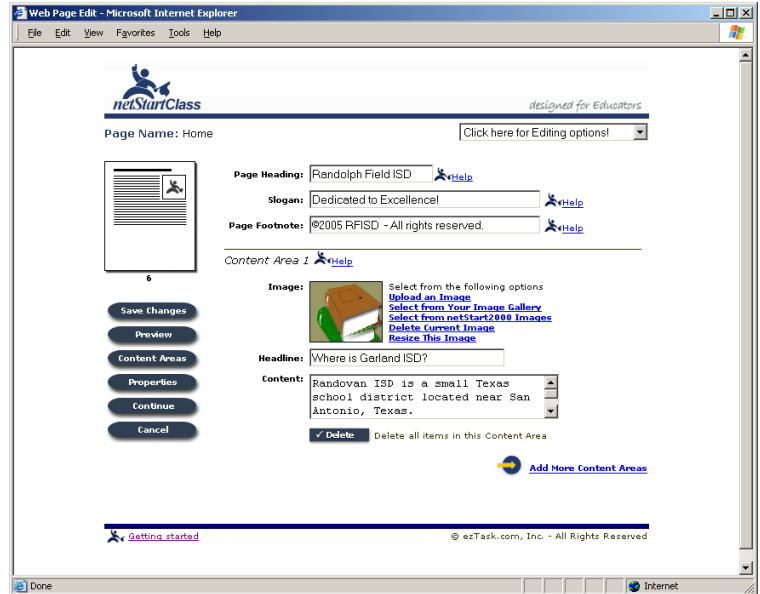 Web Page Edit - Microsoft Internet Explorer
File Edit View Favorites Tools Help
netStartClass
designed for Educators
Page Name: Home
Click here for Editing options!
Page Heading: Randolph Field ISD Help
Slogan: Dedicated to Excellence! Help
Page Footnote: ©2005 RFISD - All rights reserved. Help
6
Content Area 1 Help
Image: Select from the following options
Upload an Image
Select from Your Image Gallery
Select from netStart2000 Images
Delete Current Image
Resize This Image
Save Changes
Preview
Content Areas
Properties
Continue
Cancel
Headline: Where is Garland ISD?
Content: Randovan ISD is a small Texas
school district located near San
Antonio, Texas.
✓ Delete Delete all items in this Content Area
Add More Content Areas
Getting started
© ezTask.com, Inc. - All Rights Reserved
Done
Internet